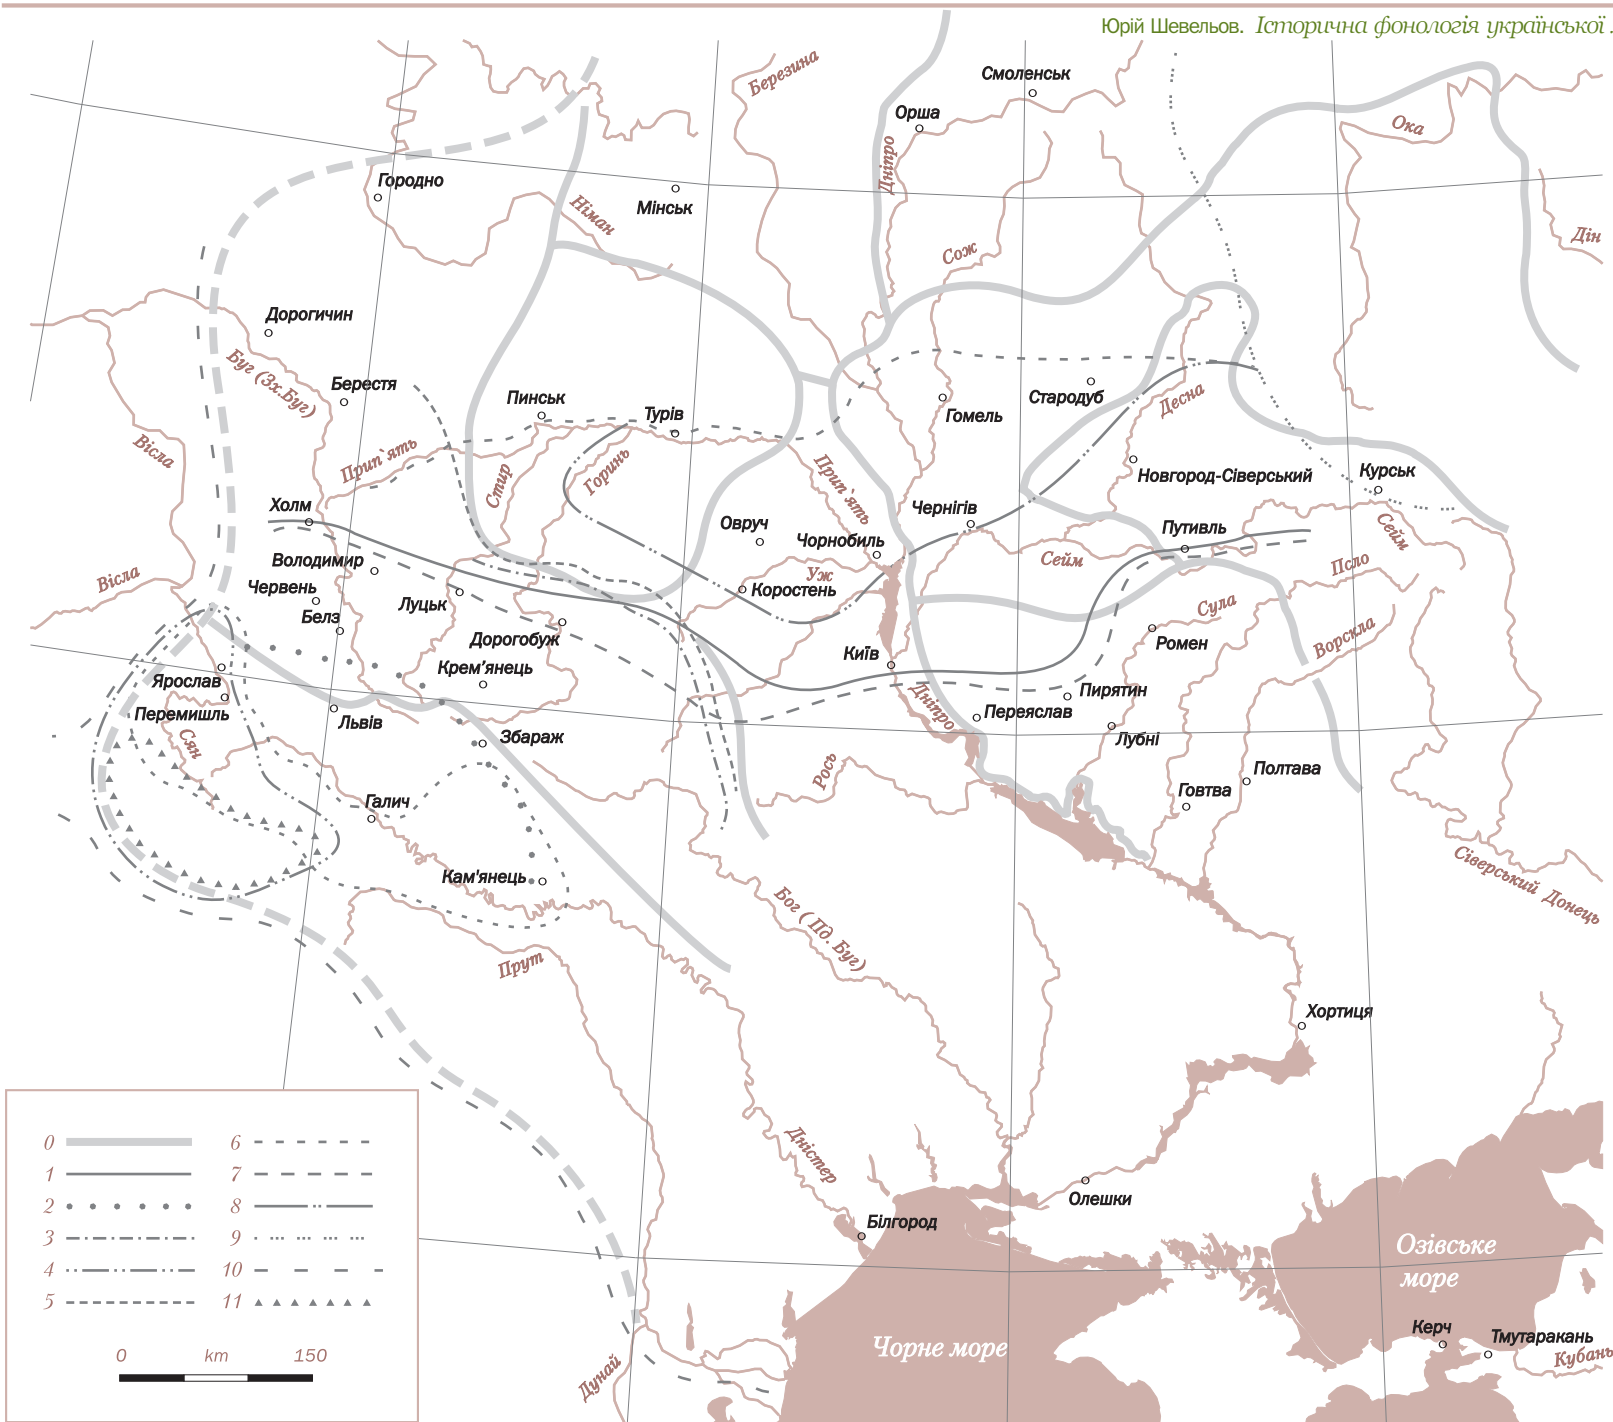 Юрій Шевельов. Історична фонологія української
Березина
Смоленськ
Орша
Ока
Дніпро
Городно
Мінськ
Німан
Сож
Дін
Дорогичин
Буг (Зх.Буг)
Берестя
Пинськ
Турів
Гомель
Стародуб
Десна
Вісла
Прип`ять
Стир
Горинь
Прип`ять
Новгород-Сіверський
Курськ
Холм
Овруч
Чернігів
Путивль
Сейм
Чорнобиль
Сейм
Володимир
Уж
Псло
Вісла
Червень
Луцьк
Коростень
Сула
Белз
Дорогобуж
Ромен
Ворскла
Київ
Крем’янець
Ярослав
Пирятин
Перемишль
Дніпро
Переяслав
Львів
Збараж
Лубні
Сян
Рось
Полтава
Говтва
Галич
Сіверський Донець
Кам'янець
Бог ( Пд. Буг)
Прут
Хортиця
0
1
2
3
4
5
6
7
8
9
10
11
0 km 150
Дністер
Олешки
Білгород
Озівське
море
Керч
Тмутаракань
Чорне море
Кубань
Дунай